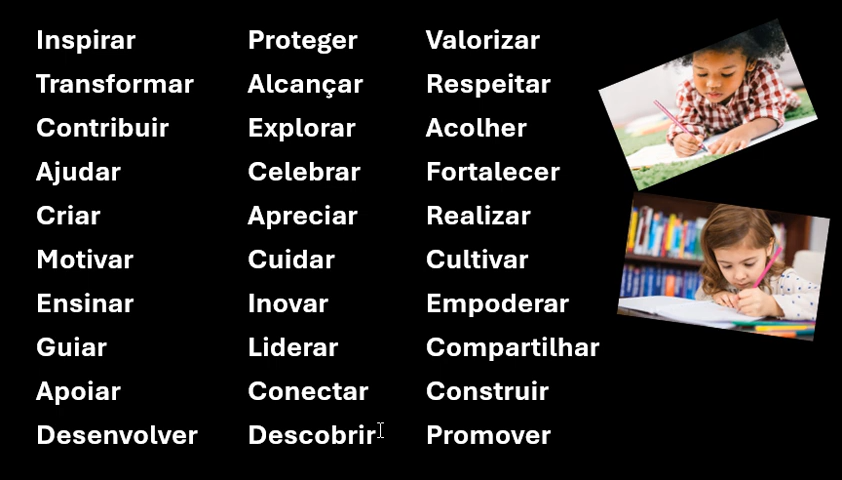 Inspirar
Transformar
Contribuir
Ajudar
Criar
Motivar
Ensinar
Guiar
Apoiar
Desenvolver
Proteger
Alcançar
Explorar
Celebrar
Apreciar
Cuidar
Inovar
Liderar
Conectar
Descobrir
Valorizar
Respeitar
Acolher
Fortalecer
Realizar
Cultivar
Empoderar
Compartilhar
Construir
Promover